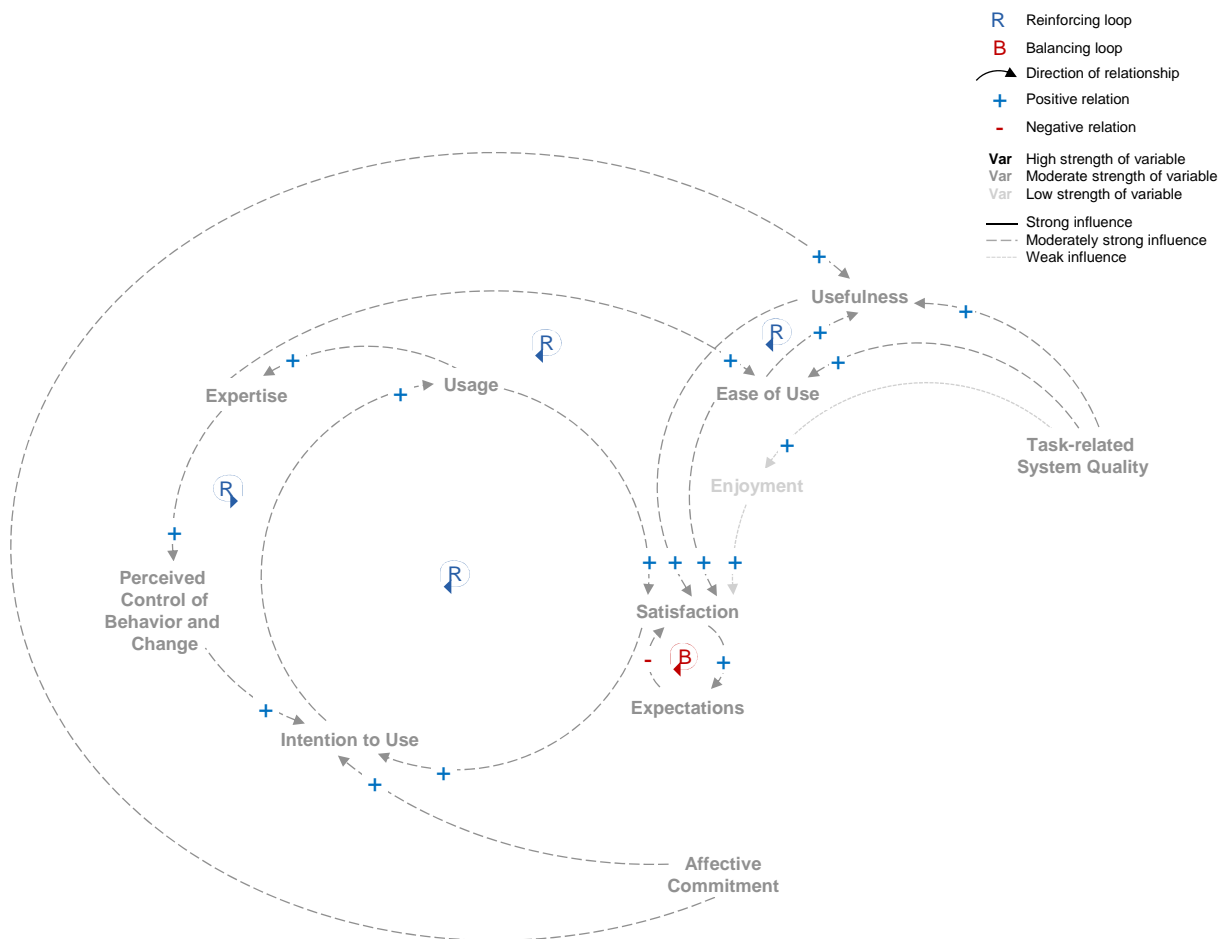 R Reinforcing loop
B Balancing loop
Direction of relationship
+ Positive relation
- Negative relation
Var High strength of variable
Var Moderate strength of variable
Var Low strength of variable
Strong influence
Moderately strong influence
Weak influence
+
Usefulness
+
R
+
R
+
+
+
Expertise
+
Usage
Ease of Use
+
Task-related
System Quality
Enjoyment
R
+
+
+
+
+
R
Perceived
Control of
Behavior and
Change
Satisfaction
-
B
+
Expectations
+
Intention to Use
+
+
Affective
Commitment